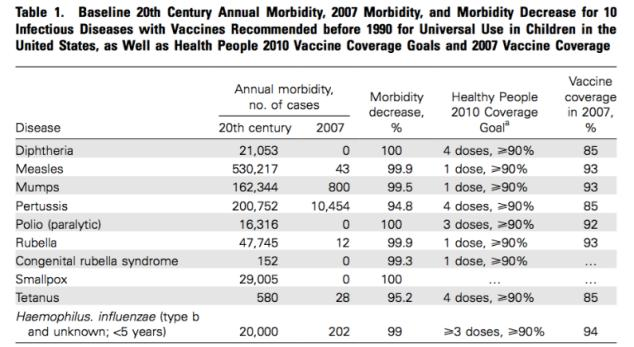 Table 1. Baseline 20th Century Annual Morbidity, 2007 Morbidity, and Morbidity Decrease for 10
Infectious Diseases with Vaccines Recommended before 1990 for Universal Use in Children in the
United States, as Well as Health People 2010 Vaccine Coverage Goals and 2007 Vaccine Coverage
Disease
Annual morbidity,
no. of cases
20th century 2007
Morbidity
decrease,
%
Healthy People
2010 Coverage
Goalᵃ
Vaccine
coverage
in 2007,
%
Diphtheria 21,053 0 100 4 doses, ≥90% 85
Measles 530,217 43 99.9 1 dose, ≥90% 93
Mumps 162,344 800 99.5 1 dose, ≥90% 93
Pertussis 200,752 10,454 94.8 4 doses, ≥90% 85
Polio (paralytic) 16,316 0 100 3 doses, ≥90% 92
Rubella 47,745 12 99.9 1 dose, ≥90% 93
Congenital rubella syndrome 152 0 99.3 1 dose, ≥90% ...
Smallpox 29,005 0 100 ... ...
Tetanus 580 28 95.2 4 doses, ≥90% 85
Haemophilus. influenzae (type b
and unknown; <5 years) 20,000 202 99 ≥3 doses, ≥90% 94